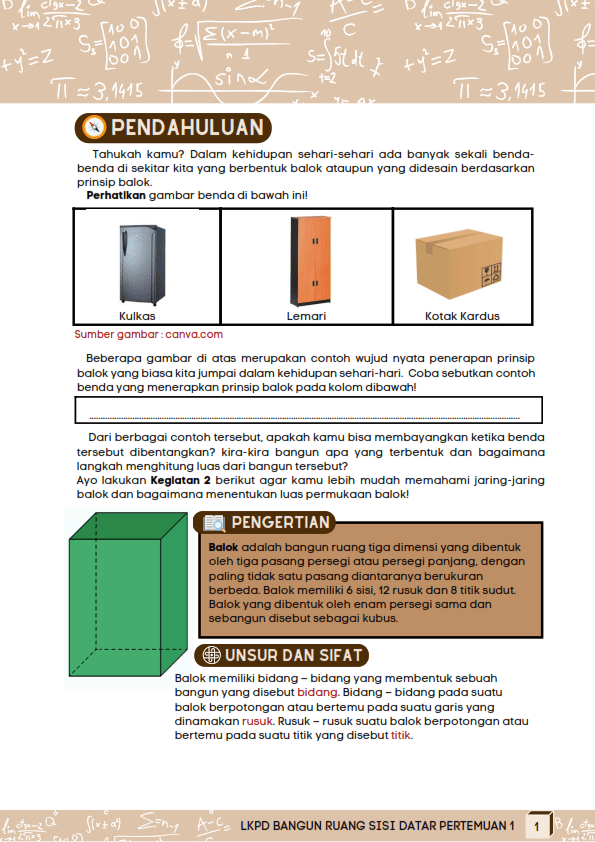 PENDAHULUAN
Tahukah kamu? Dalam kehidupan sehari-sehari ada banyak sekali benda-
benda di sekitar kita yang berbentuk balok ataupun yang didesain berdasarkan
prinsip balok.
Perhatikan gambar benda di bawah ini!
Kulkas Lemari Kotak Kardus
Sumber gambar : canva.com
Beberapa gambar di atas merupakan contoh wujud nyata penerapan prinsip
balok yang biasa kita jumpai dalam kehidupan sehari-hari. Coba sebutkan contoh
benda yang menerapkan prinsip balok pada kolom dibawah!
Dari berbagai contoh tersebut, apakah kamu bisa membayangkan ketika benda
tersebut dibentangkan? kira-kira bangun apa yang terbentuk dan bagaimana
langkah menghitung luas dari bangun tersebut?
Ayo lakukan Kegiatan 2 berikut agar kamu lebih mudah memahami jaring-jaring
balok dan bagaimana menentukan luas permukaan balok!
PENGERTIAN
Balok adalah bangun ruang tiga dimensi yang dibentuk
oleh tiga pasang persegi atau persegi panjang, dengan
paling tidak satu pasang diantaranya berukuran
berbeda. Balok memiliki 6 sisi, 12 rusuk dan 8 titik sudut.
Balok yang dibentuk oleh enam persegi sama dan
sebangun disebut sebagai kubus.
UNSUR DAN SIFAT
Balok memiliki bidang – bidang yang membentuk sebuah
bangun yang disebut bidang. Bidang – bidang pada suatu
balok berpotongan atau bertemu pada suatu garis yang
dinamakan rusuk. Rusuk – rusuk suatu balok berpotongan atau
bertemu pada suatu titik yang disebut titik.
LKPD BANGUN RUANG SISI DATAR PERTEMUAN 1 1